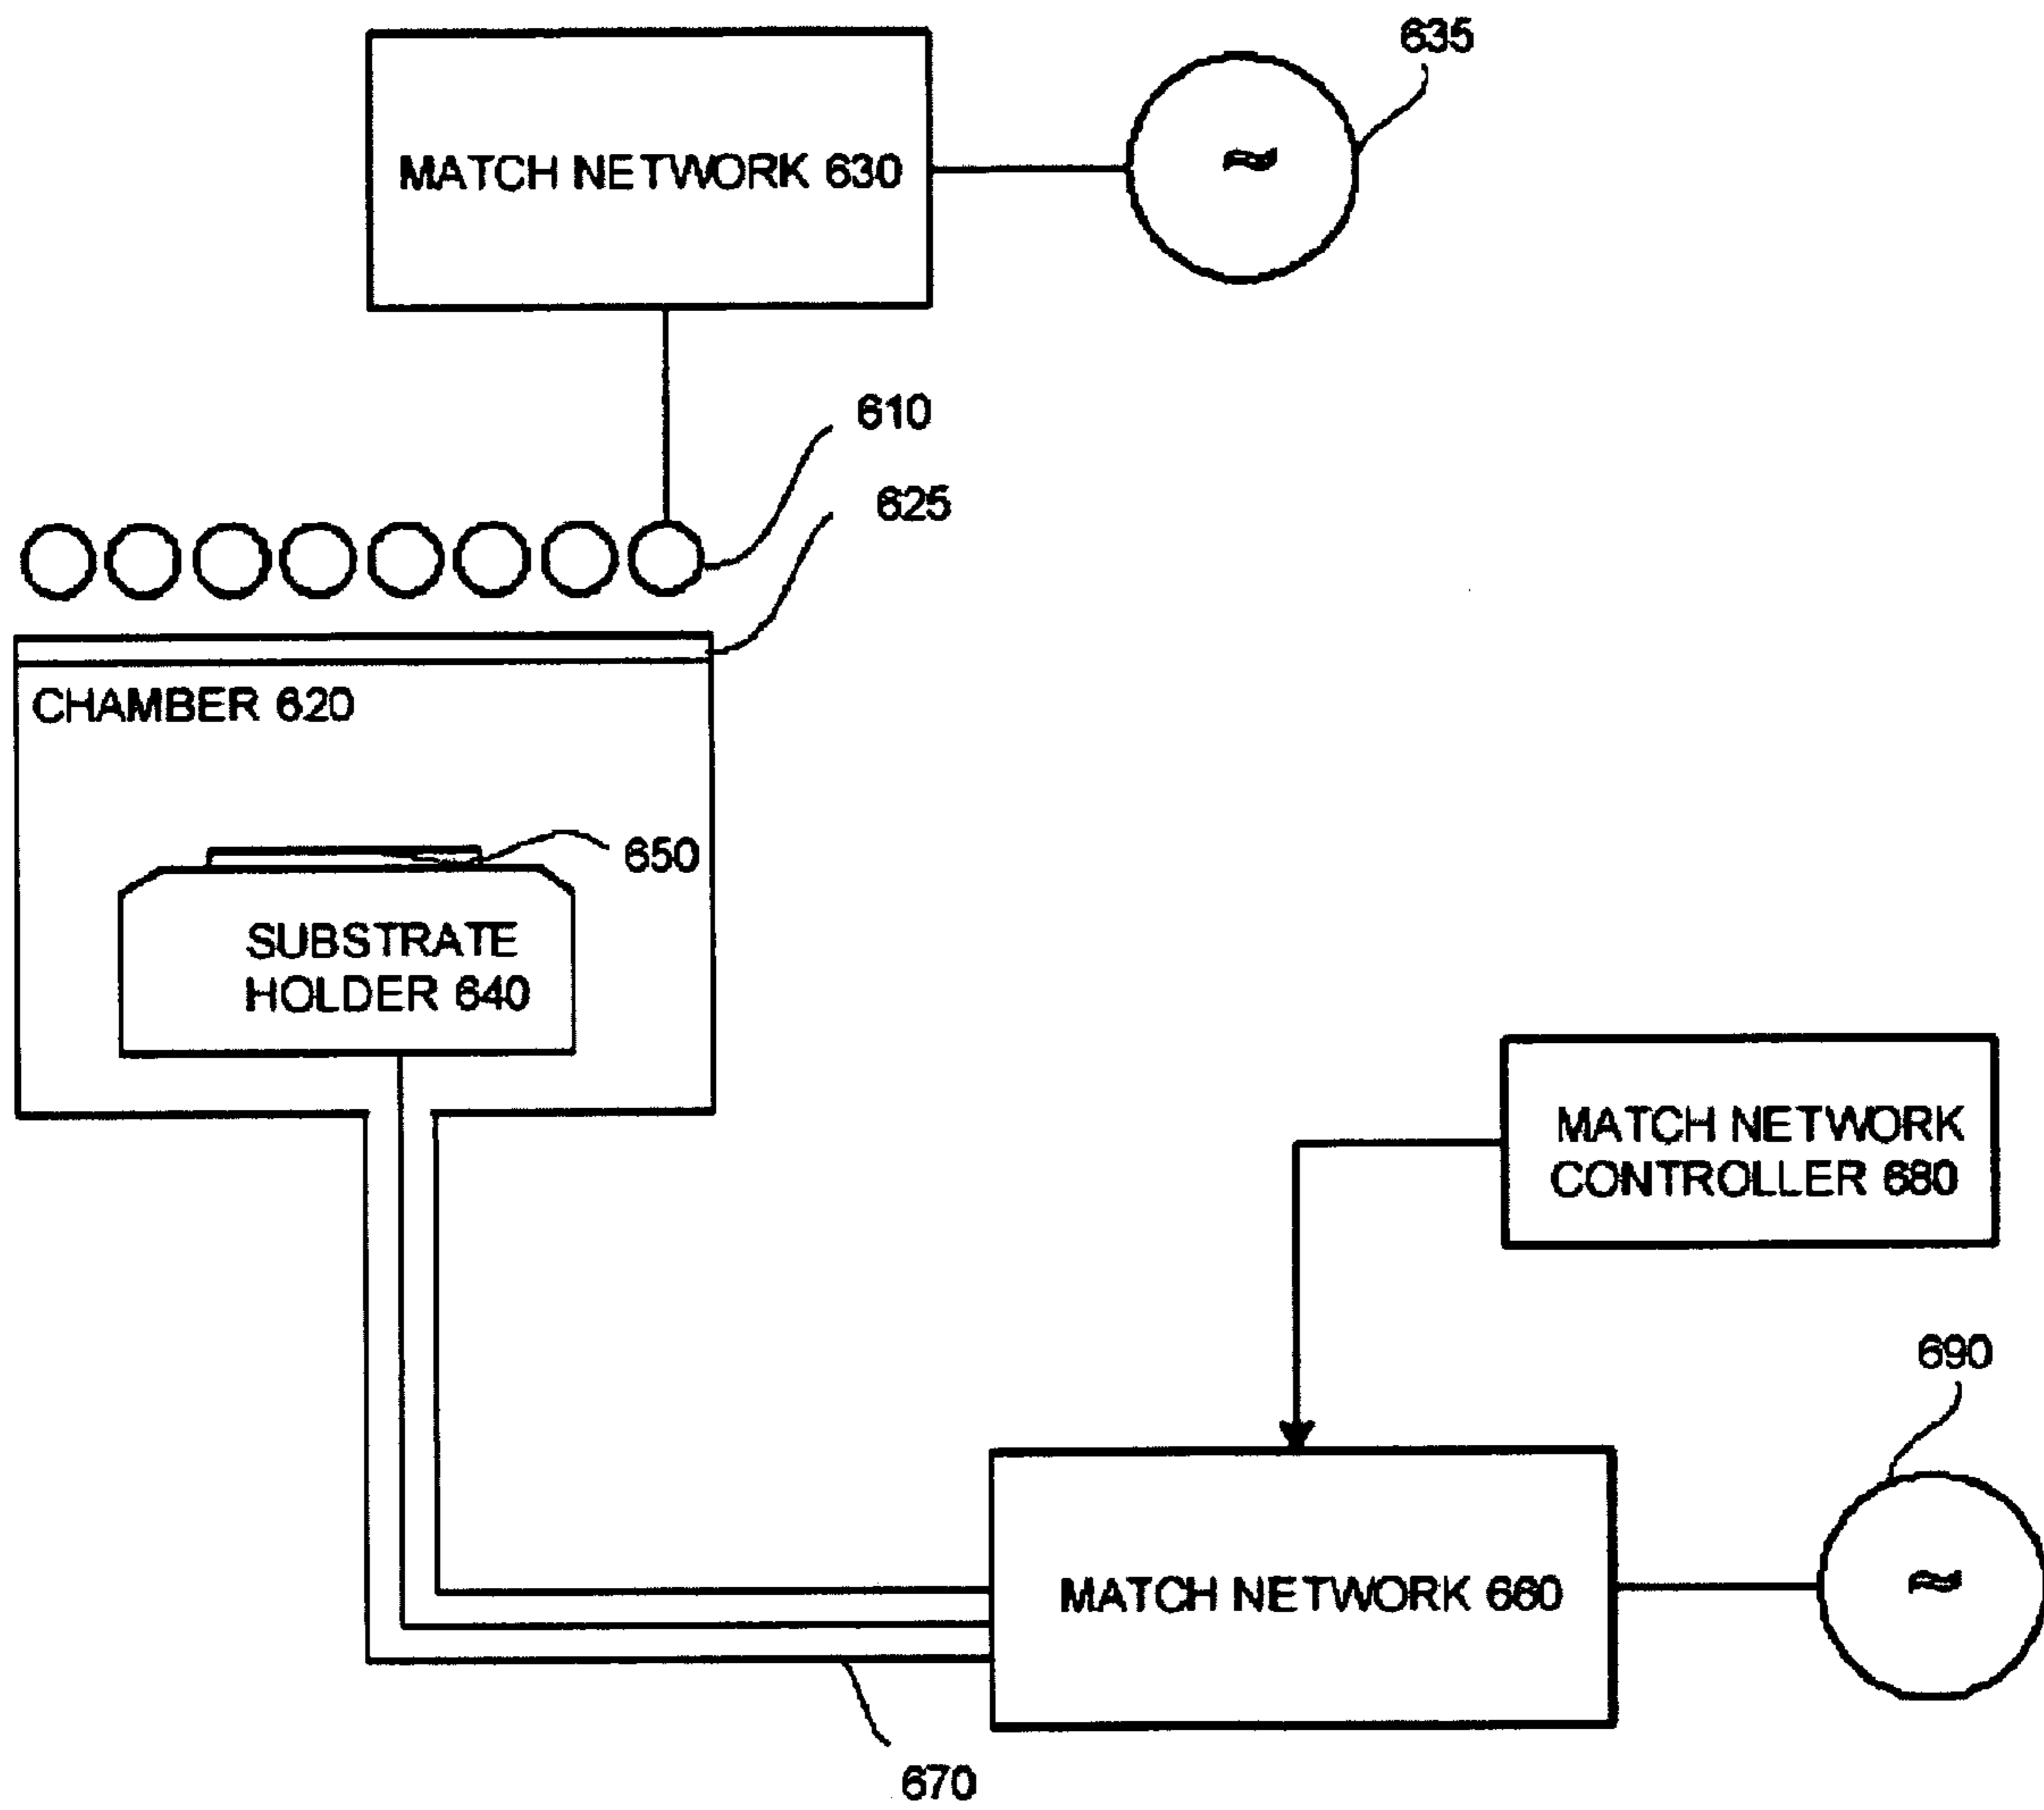 635
MATCH NETWORK 630
≈
610
625
CHAMBER 620
650
SUBSTRATE
HOLDER 640
MATCH NETWORK
CONTROLLER 680
690
MATCH NETWORK 660
≈
670